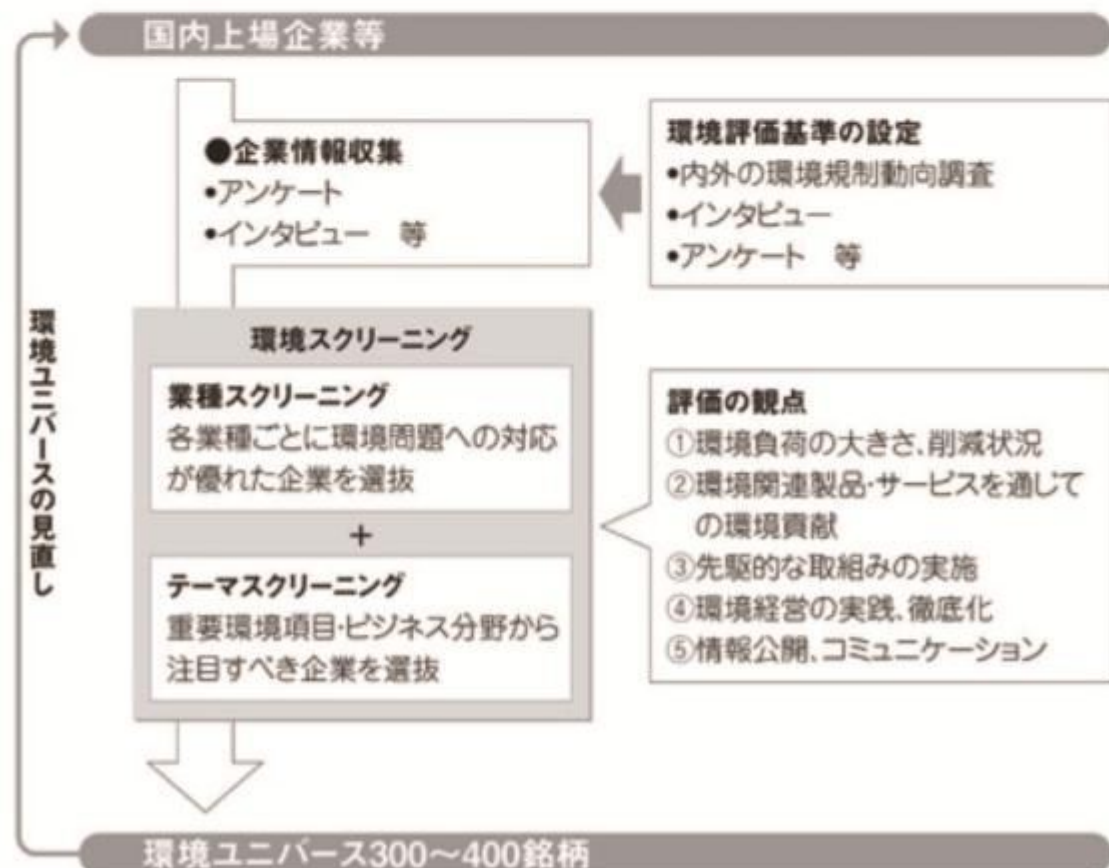 国内上場企業等
●企業情報収集
•アンケート
•インタビュー 等
環境評価基準の設定
•内外の環境規制動向調査
•インタビュー
•アンケート 等
環境ユニバースの見直し
環境スクリーニング
業種スクリーニング
各業種ごとに環境問題への対応
が優れた企業を選抜
+
テーマスクリーニング
重要環境項目・ビジネス分野から
注目すべき企業を選抜
評価の観点
①環境負荷の大きさ、削減状況
②環境関連製品・サービスを通じて
の環境貢献
③先駆的な取組みの実施
④環境経営の実践、徹底化
⑤情報公開、コミュニケーション
環境ユニバース300〜400銘柄